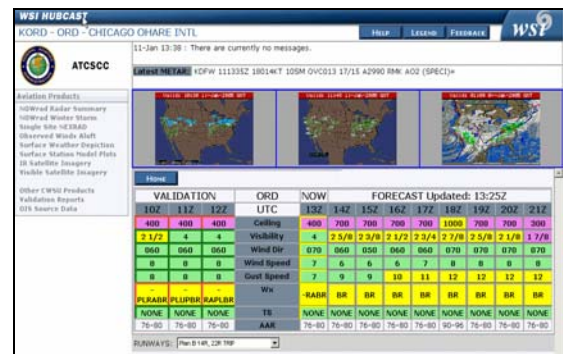 WSI HUBCAST
KORD - ORD - CHICAGO OHARE INTL
HELP LEGEND FEEDBACK
WSI
11-Jan 13:38 : There are currently no messages.
ATCSCC
Latest METAR: KDFW 111335Z 18014KT 10SM OVC013 17/15 A2990 RMK AO2 (SPECI)=
Aviation Products
NOWrad Radar Summary
NOWrad Winter Storm
Single Site NEXRAD
Observed Winds Aloft
Surface Weather Depiction
Surface Station Model Plots
IR Satellite Imagery
Visible Satellite Imagery
Other CWSU Products
Validation Reports
GIS Source Data
HOME
VALIDATION ORD NOW FORECAST Updated: 13:25Z
10Z 11Z 12Z UTC 13Z 14Z 15Z 16Z 17Z 18Z 19Z 20Z 21Z
400 400 400 Ceiling 400 700 700 700 700 1000 700 700 300
2 1/2 4 4 Visibility 4 2 5/8 2 3/8 2 1/2 2 3/4 2 7/8 2 5/8 2 1/8 1 7/8
060 060 060 Wind Dir 070 060 050 060 060 070 070 070 070
8 8 8 Wind Speed 7 6 6 6 7 8 8 8 8
8 8 8 Gust Speed 7 9 9 10 11 12 12 12 12
-PLRABR -PLUPBR -RAPLBR Wx -RABR BR BR BR BR BR BR BR BR
NONE NONE NONE TS NONE NONE NONE NONE NONE NONE NONE NONE NONE
76-80 76-80 76-80 AAR 76-80 76-80 76-80 76-80 76-80 90-96 76-80 76-80 76-80
RUNWAYS: Plan B 14R, 22R TRIP